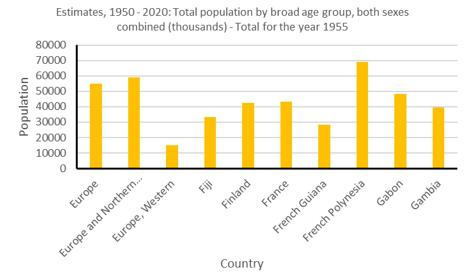 Estimates, 1950 - 2020: Total population by broad age group, both sexes
combined (thousands) - Total for the year 1955
80000
70000
60000
50000
40000
30000
20000
10000
0
Population
Europe
Europe and Northern...
Europe, Western
Fiji
Finland
France
French Guiana
French Polynesia
Gabon
Gambia
Country